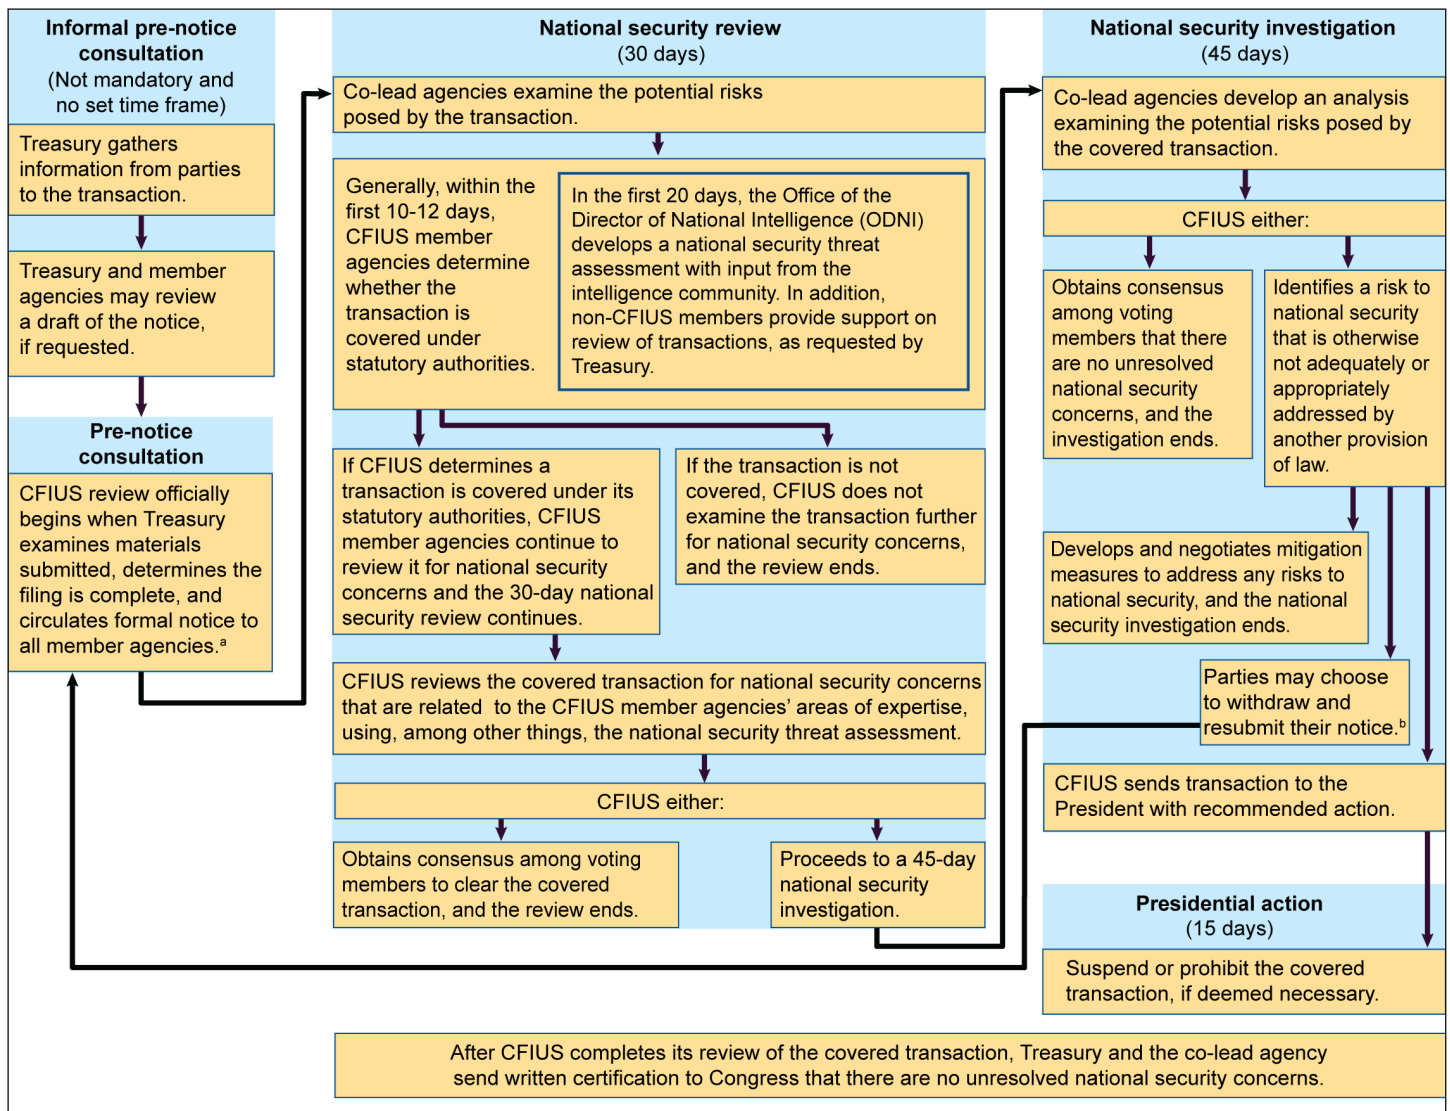 Informal pre-notice
consultation
(Not mandatory and
no set time frame)
Treasury gathers
information from parties
to the transaction.
Treasury and member
agencies may review
a draft of the notice,
if requested.
Pre-notice
consultation
CFIUS review officially
begins when Treasury
examines materials
submitted, determines the
filing is complete, and
circulates formal notice to
all member agencies.a
National security review
(30 days)
Co-lead agencies examine the potential risks
posed by the transaction.
Generally, within the
first 10-12 days,
CFIUS member
agencies determine
whether the
transaction is
covered under
statutory authorities.
In the first 20 days, the Office of the
Director of National Intelligence (ODNI)
develops a national security threat
assessment with input from the
intelligence community. In addition,
non-CFIUS members provide support on
review of transactions, as requested by
Treasury.
If CFIUS determines a
transaction is covered under its
statutory authorities, CFIUS
member agencies continue to
review it for national security
concerns and the 30-day national
security review continues.
If the transaction is not
covered, CFIUS does not
examine the transaction further
for national security concerns,
and the review ends.
CFIUS reviews the covered transaction for national security concerns
that are related to the CFIUS member agencies’ areas of expertise,
using, among other things, the national security threat assessment.
CFIUS either:
Obtains consensus among voting
members to clear the covered
transaction, and the review ends.
Proceeds to a 45-day
national security
investigation.
National security investigation
(45 days)
Co-lead agencies develop an analysis
examining the potential risks posed by
the covered transaction.
CFIUS either:
Obtains consensus
among voting
members that there
are no unresolved
national security
concerns, and the
investigation ends.
Identifies a risk to
national security
that is otherwise
not adequately or
appropriately
addressed by
another provision
of law.
Develops and negotiates mitigation
measures to address any risks to
national security, and the national
security investigation ends.
Parties may choose
to withdraw and
resubmit their notice.b
CFIUS sends transaction to the
President with recommended action.
Presidential action
(15 days)
Suspend or prohibit the covered
transaction, if deemed necessary.
After CFIUS completes its review of the covered transaction, Treasury and the co-lead agency
send written certification to Congress that there are no unresolved national security concerns.